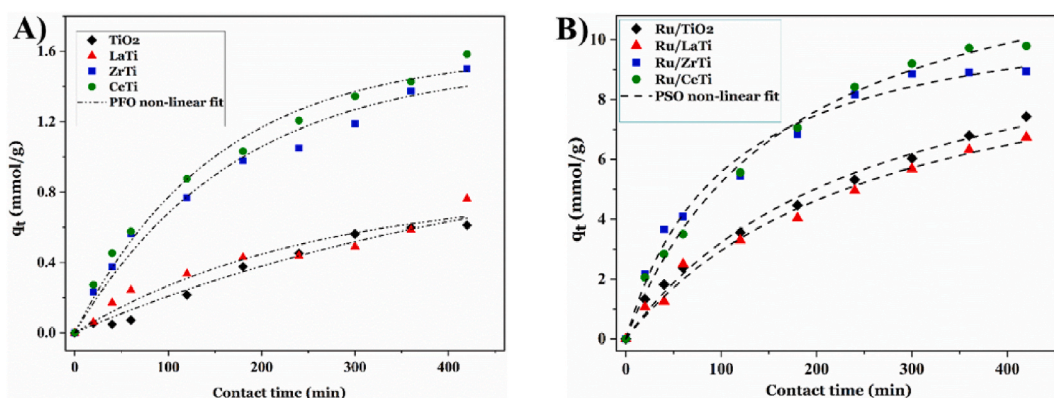 A)
TiO2
LaTi
ZrTi
CeTi
PFO non-linear fit
qt (mmol/g)
1.6
1.2
0.8
0.4
0.0
0 100 200 300 400
Contact time (min)
B)
Ru/TiO2
Ru/LaTi
Ru/ZrTi
Ru/CeTi
PSO non-linear fit
qt (mmol/g)
10
8
6
4
2
0
0 100 200 300 400
Contact time (min)